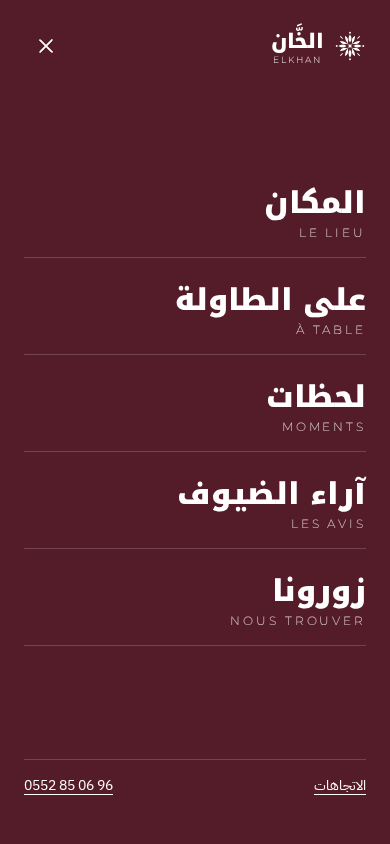 الخَّان
ELKHAN
المكان
LE LIEU
على الطاولة
À TABLE
لحظات
MOMENTS
آراء الضيوف
LES AVIS
زورونا
NOUS TROUVER
الاتجاهات
0552 85 06 96